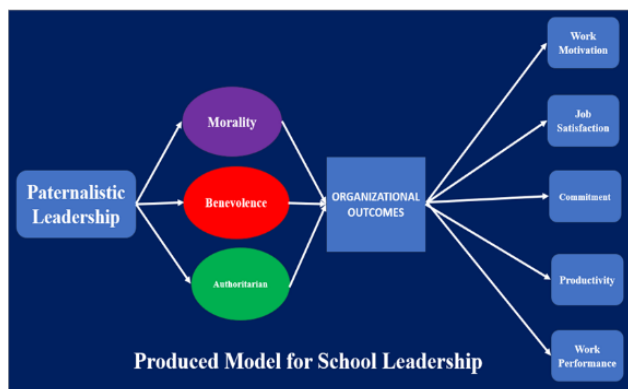 Paternalistic
Leadership
Morality
Benevolence
Authoritarian
ORGANIZATIONAL
OUTCOMES
Work
Motivation
Job
Satisfaction
Commitment
Productivity
Work
Performance
Produced Model for School Leadership